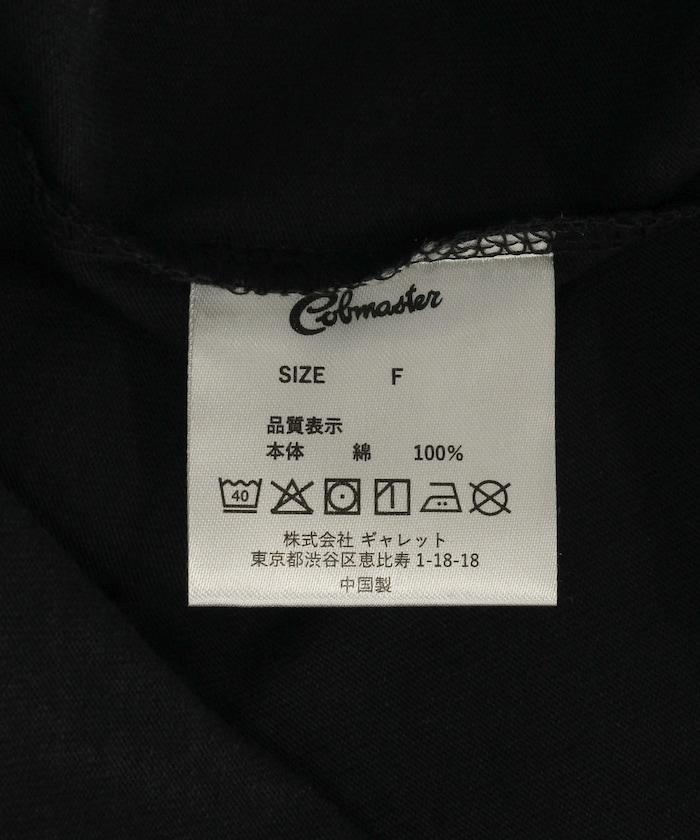 Cobmaster
SIZE F
品質表示
本体 綿 100%
40
株式会社 ギャレット
東京都渋谷区恵比寿 1-18-18
中国製